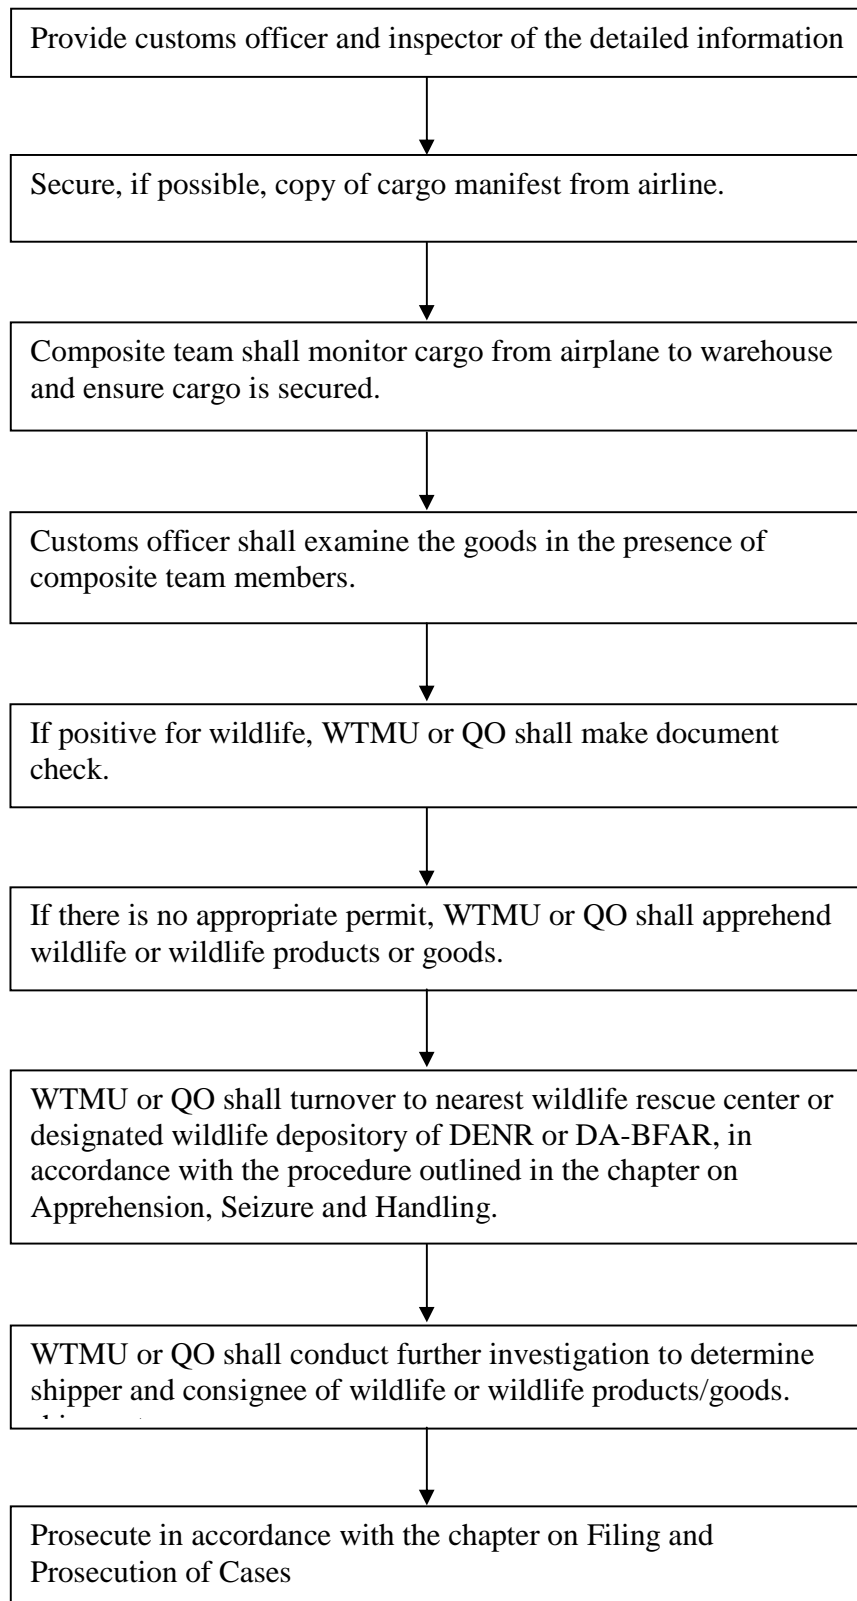 Provide customs officer and inspector of the detailed information
Secure, if possible, copy of cargo manifest from airline.
Composite team shall monitor cargo from airplane to warehouse
and ensure cargo is secured.
Customs officer shall examine the goods in the presence of
composite team members.
If positive for wildlife, WTMU or QO shall make document
check.
If there is no appropriate permit, WTMU or QO shall apprehend
wildlife or wildlife products or goods.
WTMU or QO shall turnover to nearest wildlife rescue center or
designated wildlife depository of DENR or DA-BFAR, in
accordance with the procedure outlined in the chapter on
Apprehension, Seizure and Handling.
WTMU or QO shall conduct further investigation to determine
shipper and consignee of wildlife or wildlife products/goods.
Prosecute in accordance with the chapter on Filing and
Prosecution of Cases